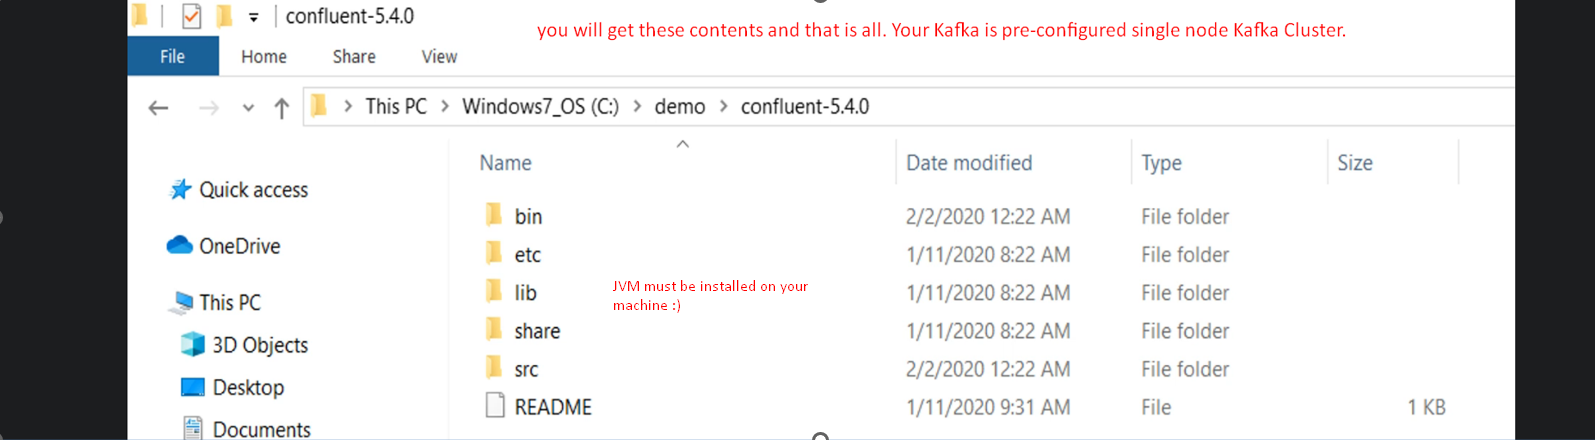 confluent-5.4.0
you will get these contents and that is all. Your Kafka is pre-configured single node Kafka Cluster.
File Home Share View
This PC Windows7_OS (C:) demo confluent-5.4.0
Name Date modified Type Size
Quick access
OneDrive
This PC
3D Objects
Desktop
Documents
bin 2/2/2020 12:22 AM File folder
etc 1/11/2020 8:22 AM File folder
lib 1/11/2020 8:22 AM File folder
share 1/11/2020 8:22 AM File folder
src 2/2/2020 12:22 AM File folder
README 1/11/2020 9:31 AM File 1 KB
JVM must be installed on your
machine :)